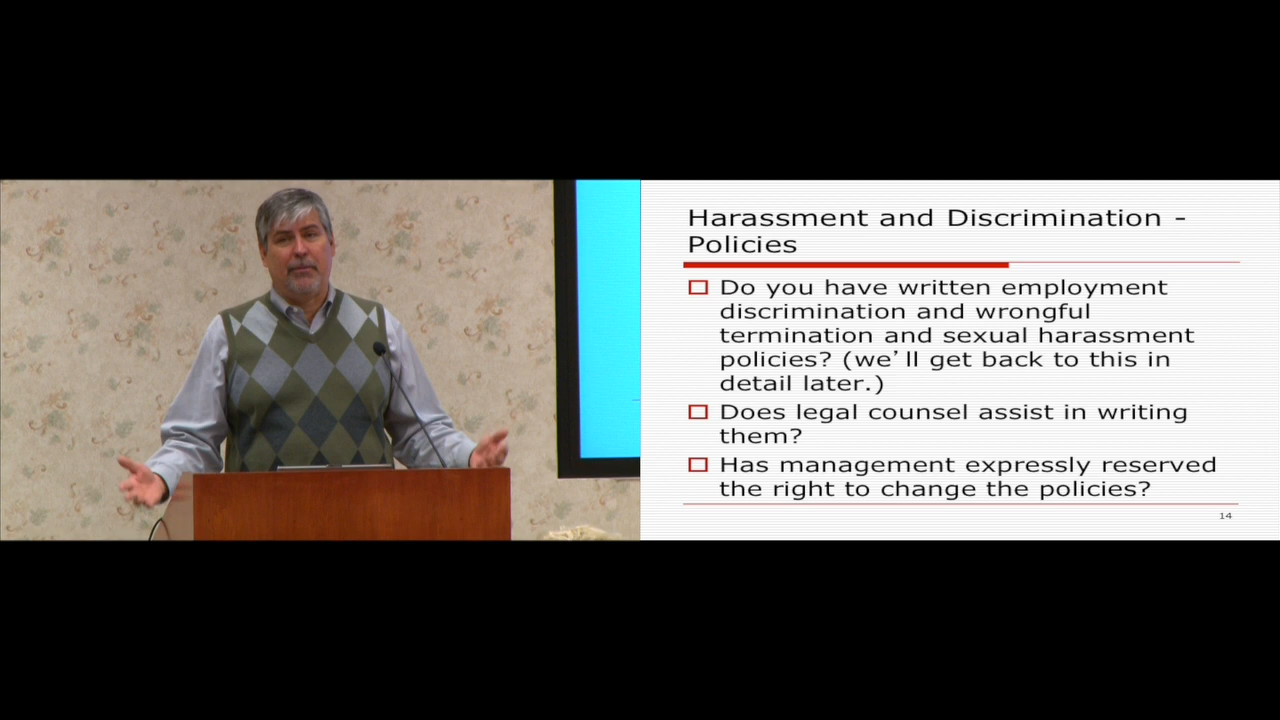 Harassment and Discrimination -
Policies
Do you have written employment
discrimination and wrongful
termination and sexual harassment
policies? (we’ll get back to this in
detail later.)
Does legal counsel assist in writing
them?
Has management expressly reserved
the right to change the policies?
14